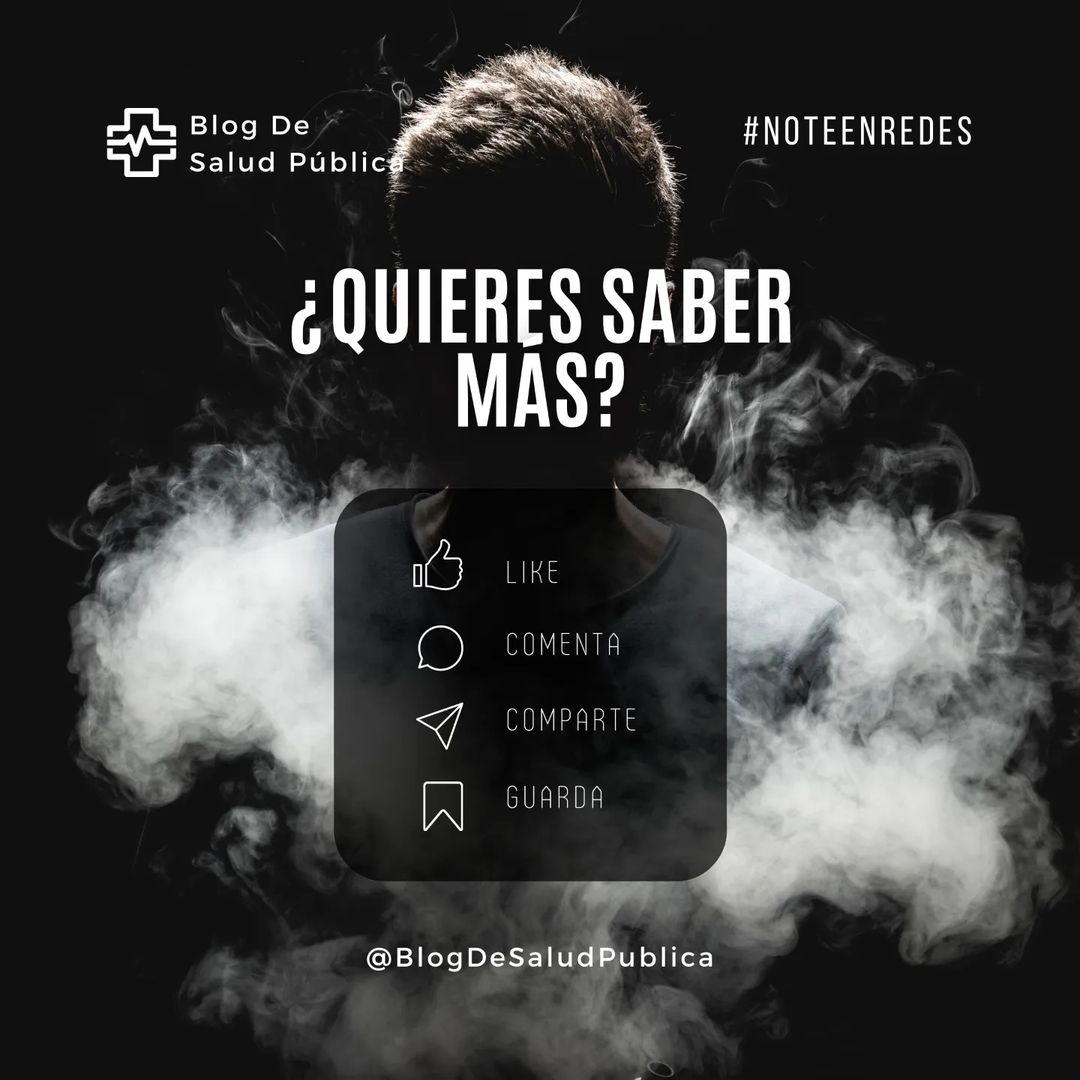 Blog De
Salud Pública
#NOTEENREDES
¿QUIERES SABER
MÁS?
LIKE
COMENTA
COMPARTE
GUARDA
@BlogDeSaludPublica